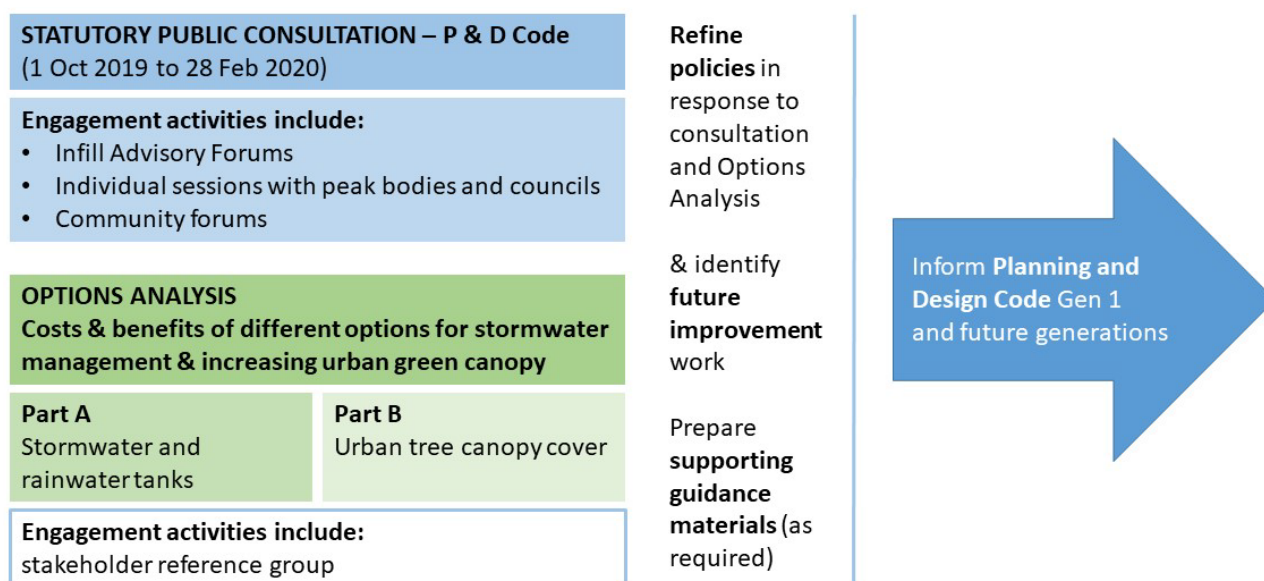 STATUTORY PUBLIC CONSULTATION – P & D Code
(1 Oct 2019 to 28 Feb 2020)
Engagement activities include:
• Infill Advisory Forums
• Individual sessions with peak bodies and councils
• Community forums
OPTIONS ANALYSIS
Costs & benefits of different options for stormwater
management & increasing urban green canopy
Part A
Stormwater and
rainwater tanks
Part B
Urban tree canopy cover
Engagement activities include:
stakeholder reference group
Refine
policies in
response to
consultation
and Options
Analysis
& identify
future
improvement
work
Prepare
supporting
guidance
materials (as
required)
Inform Planning and
Design Code Gen 1
and future generations